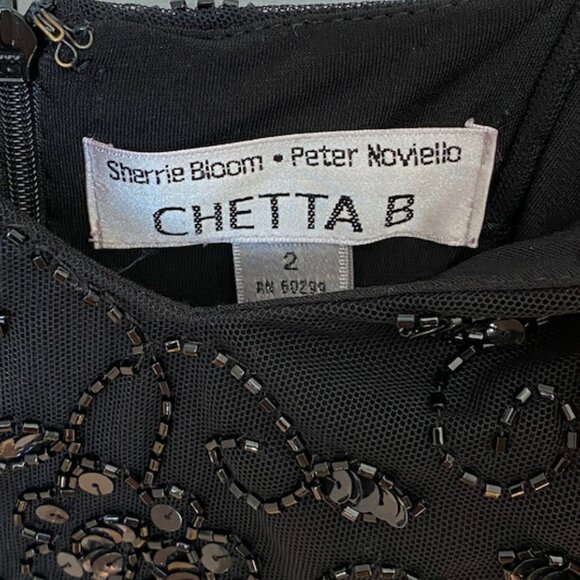 Sherrie Bloom • Peter Noviello
CHETTA B
2
RN 60299